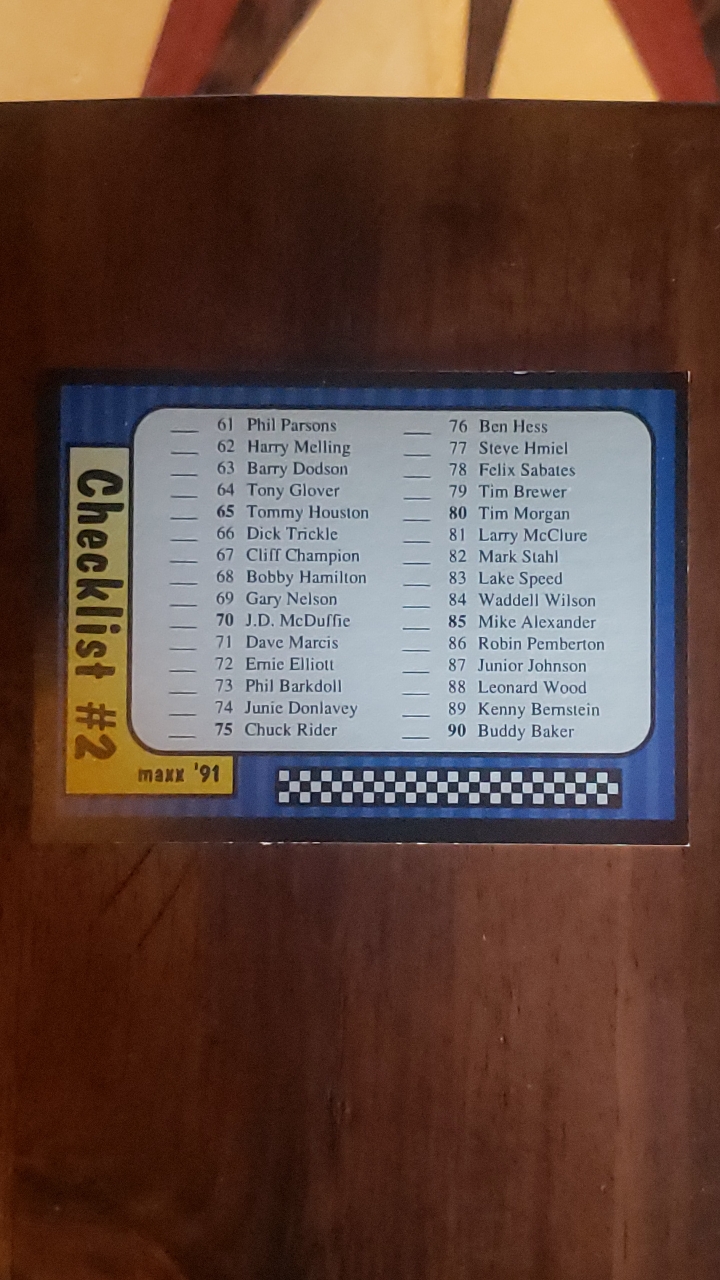 Checklist #2
maxx '91
61 Phil Parsons
62 Harry Melling
63 Barry Dodson
64 Tony Glover
65 Tommy Houston
66 Dick Trickle
67 Cliff Champion
68 Bobby Hamilton
69 Gary Nelson
70 J.D. McDuffie
71 Dave Marcis
72 Ernie Elliott
73 Phil Barkdoll
74 Junie Donlavey
75 Chuck Rider
76 Ben Hess
77 Steve Hmiel
78 Felix Sabates
79 Tim Brewer
80 Tim Morgan
81 Larry McClure
82 Mark Stahl
83 Lake Speed
84 Waddell Wilson
85 Mike Alexander
86 Robin Pemberton
87 Junior Johnson
88 Leonard Wood
89 Kenny Bernstein
90 Buddy Baker